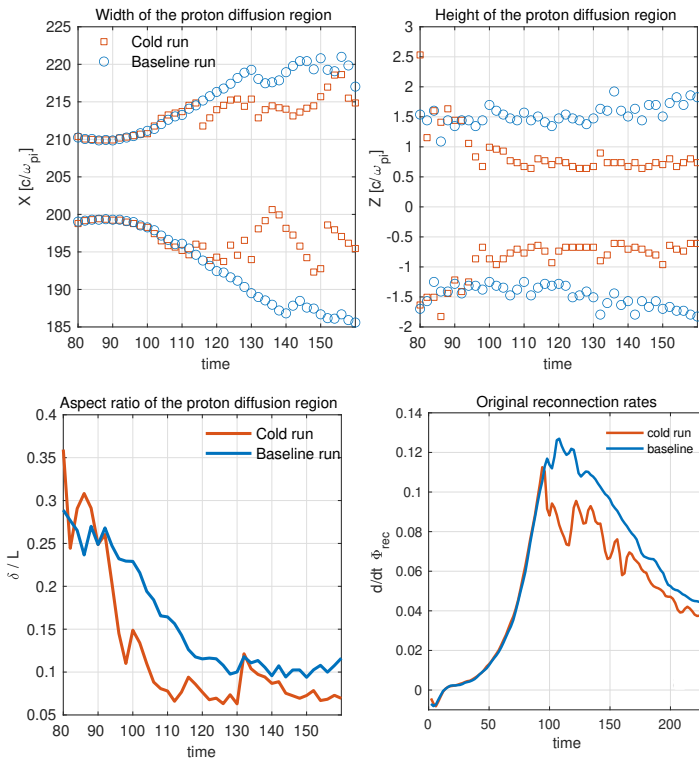 Width of the proton diffusion region
Cold run
Baseline run
X [c/ω_pi]
225
220
215
210
205
200
195
190
185
80 90 100 110 120 130 140 150
time
Height of the proton diffusion region
Z [c/ω_pi]
3
2.5
2
1.5
1
0.5
0
-0.5
-1
-1.5
-2
80 90 100 110 120 130 140 150
time
Aspect ratio of the proton diffusion region
Cold run
Baseline run
δ / L
0.4
0.35
0.3
0.25
0.2
0.15
0.1
0.05
80 90 100 110 120 130 140 150
time
Original reconnection rates
cold run
baseline
d/dt Φ_rec
0.14
0.12
0.1
0.08
0.06
0.04
0.02
0
0 50 100 150 200
time